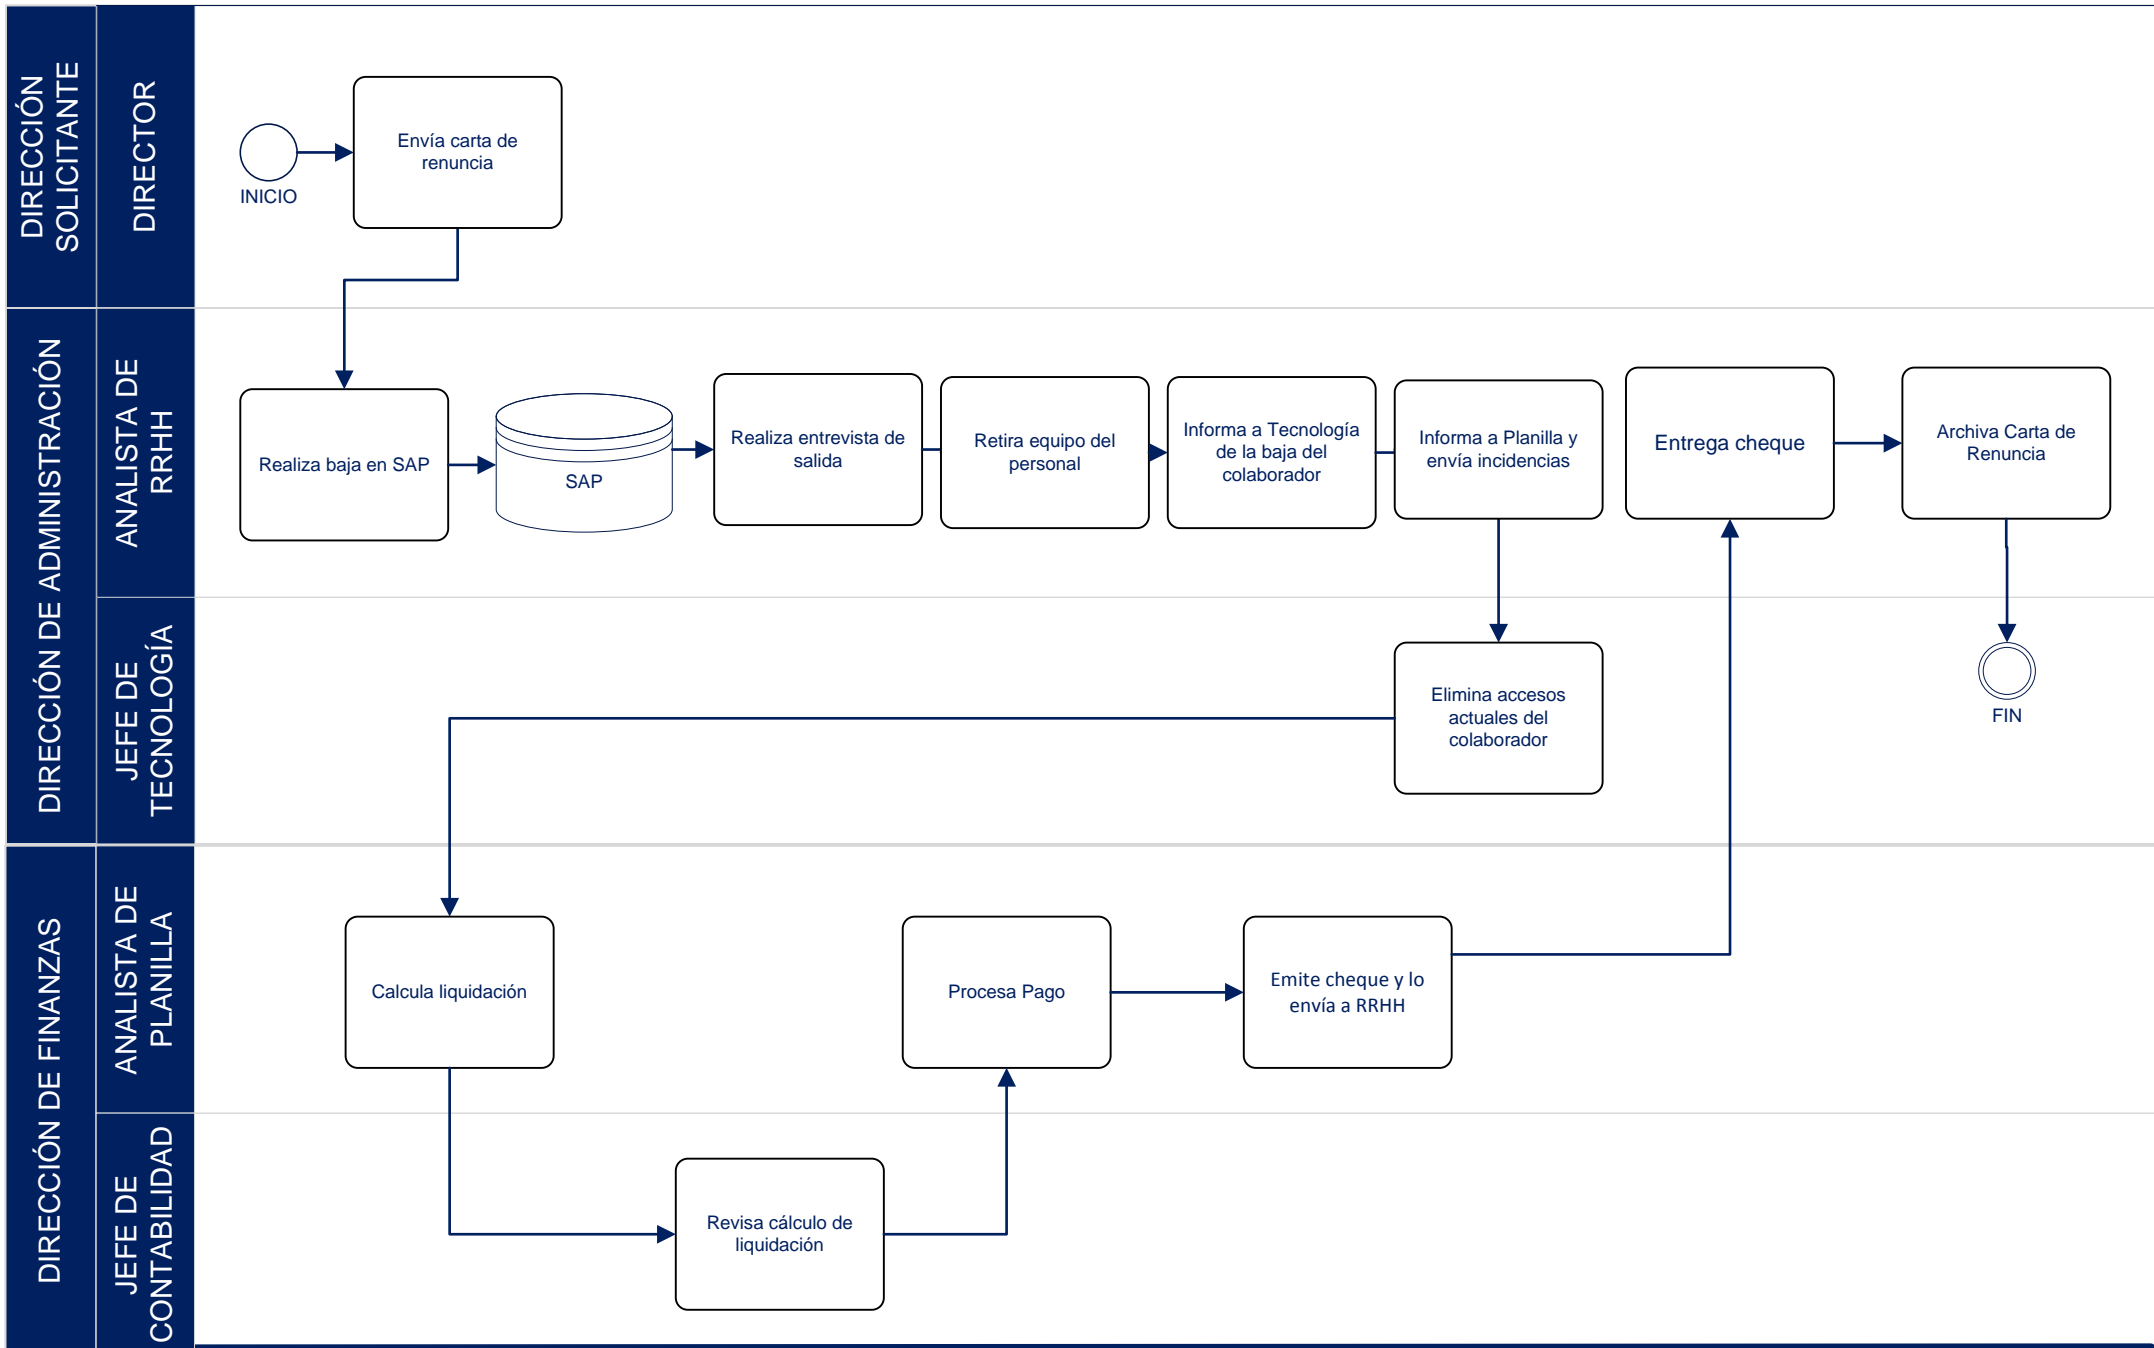 DIRECCIÓN
SOLICITANTE
DIRECTOR
INICIO
Envía carta de
renuncia
DIRECCIÓN DE ADMINISTRACIÓN
ANALISTA DE
RRHH
Realiza baja en SAP
SAP
Realiza entrevista de
salida
Retira equipo del
personal
Informa a Tecnología
de la baja del
colaborador
Informa a Planilla y
envía incidencias
Entrega cheque
Archiva Carta de
Renuncia
JEFE DE
TECNOLOGÍA
Elimina accesos
actuales del
colaborador
FIN
DIRECCIÓN DE FINANZAS
ANALISTA DE
PLANILLA
Calcula liquidación
Procesa Pago
Emite cheque y lo
envía a RRHH
JEFE DE
CONTABILIDAD
Revisa cálculo de
liquidación